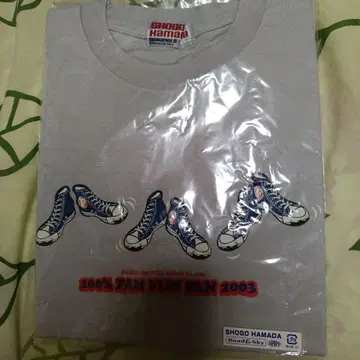 SHOGO
Hamada
100% FAN FUN FAN 2003
SHOGO HAMADA
Road&Sky